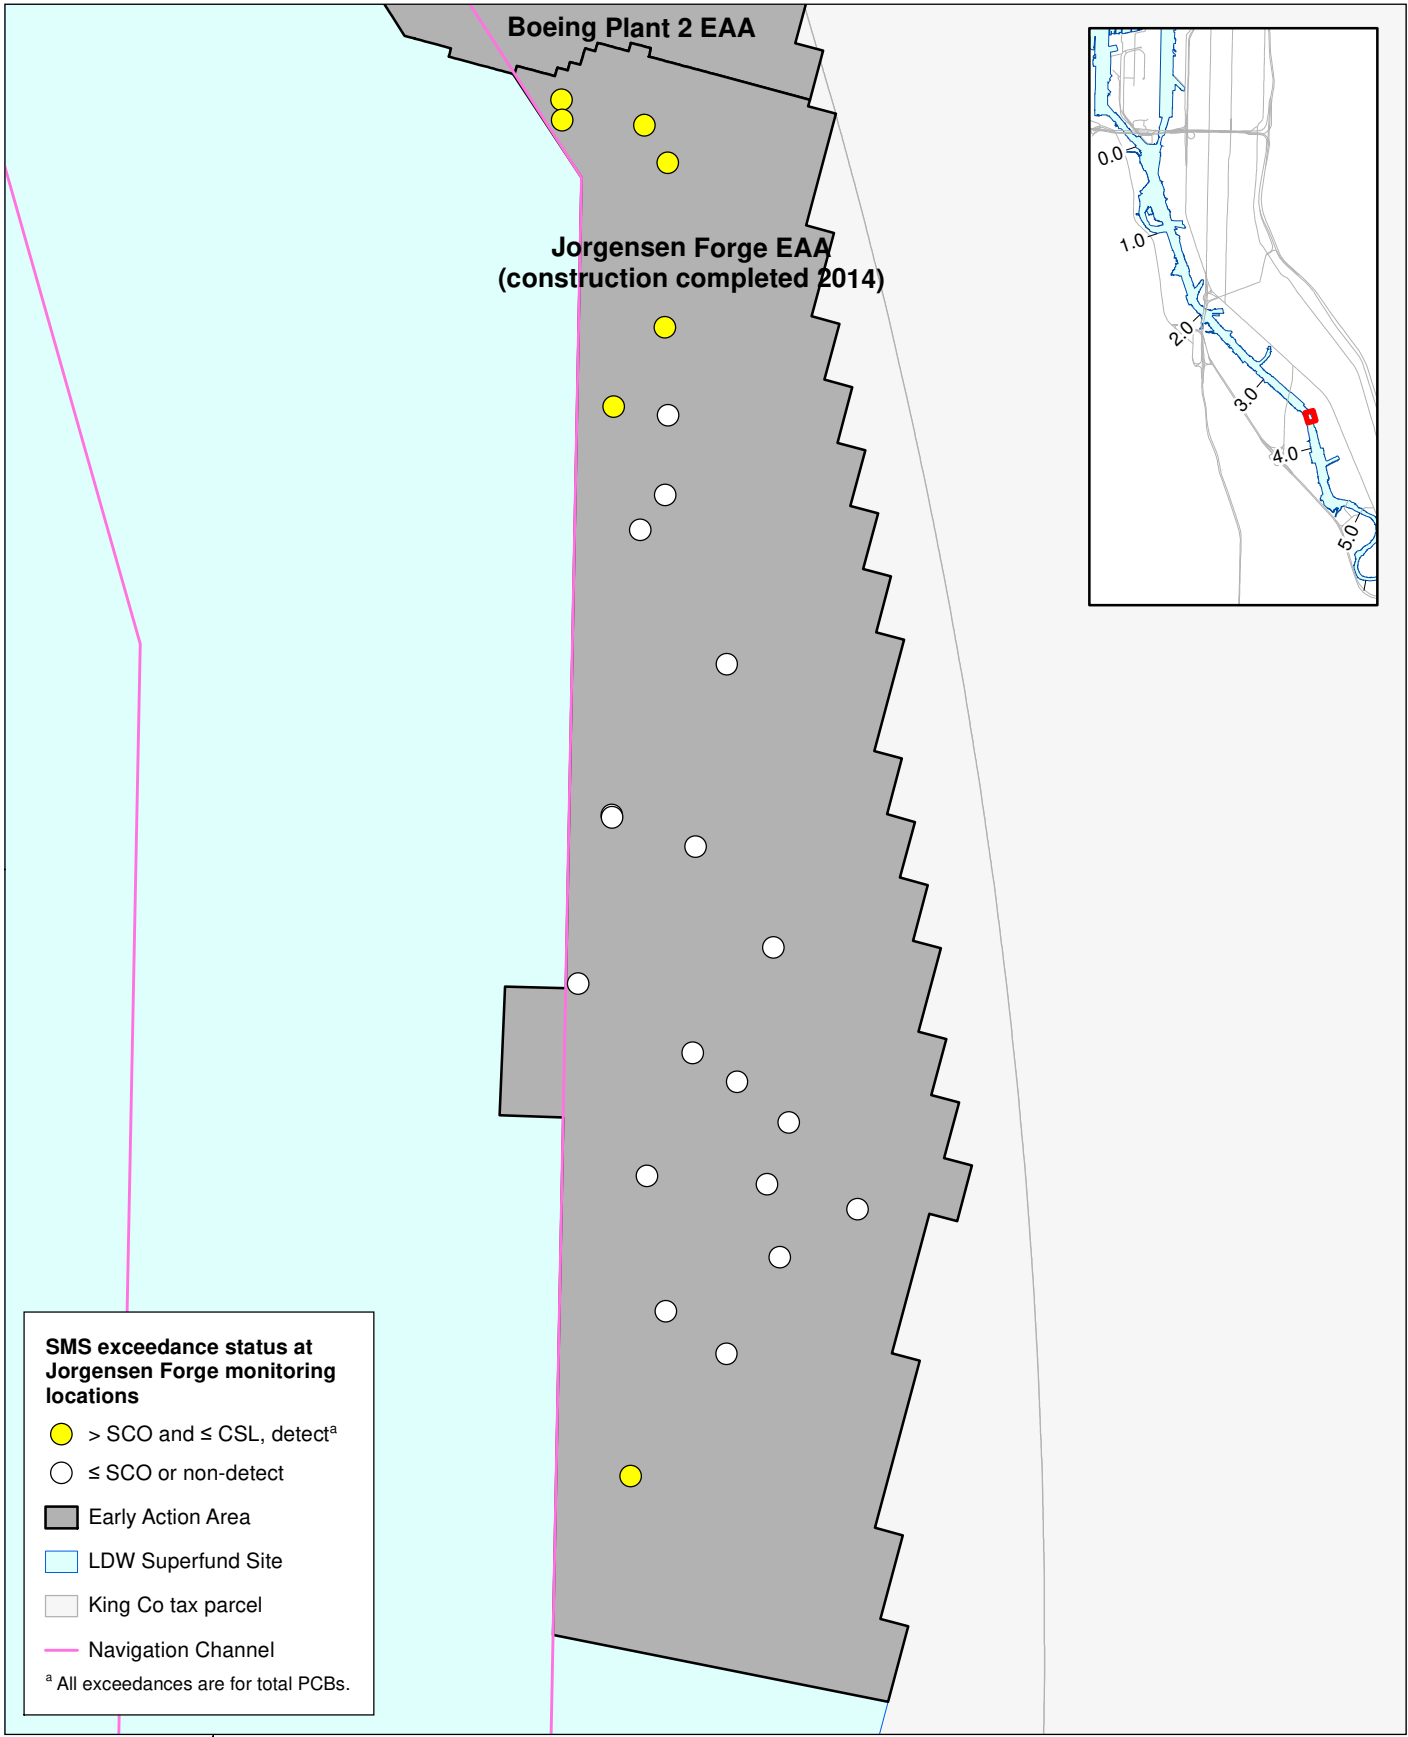 Boeing Plant 2 EAA
Jorgensen Forge EAA
(construction completed 2014)
0.0
1.0
2.0
3.0
4.0
5.0
SMS exceedance status at
Jorgensen Forge monitoring
locations
> SCO and ≤ CSL, detectª
≤ SCO or non-detect
Early Action Area
LDW Superfund Site
King Co tax parcel
Navigation Channel
ª All exceedances are for total PCBs.